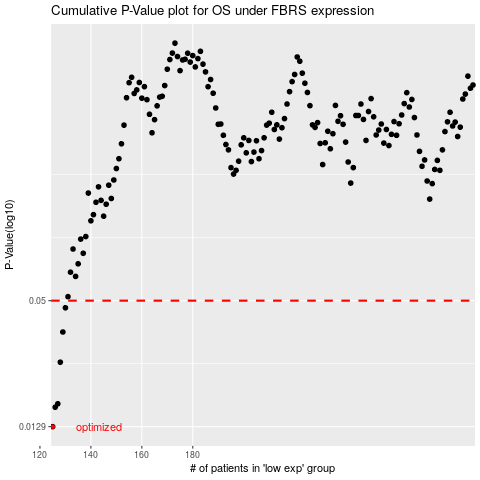 Cumulative P-Value plot for OS under FBRS expression
P-Value(log10)
0.05
0.0129
optimized
120 140 160 180
# of patients in 'low exp' group